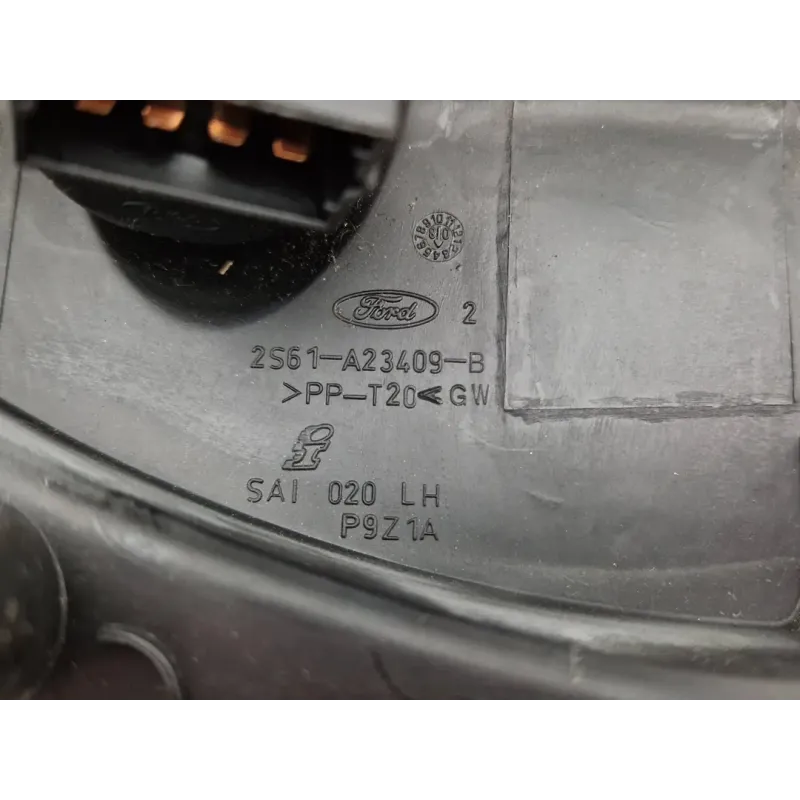 Ford 2
2S61-A23409-B
>PP-T20< GW
SAI 020 LH
P9Z1A